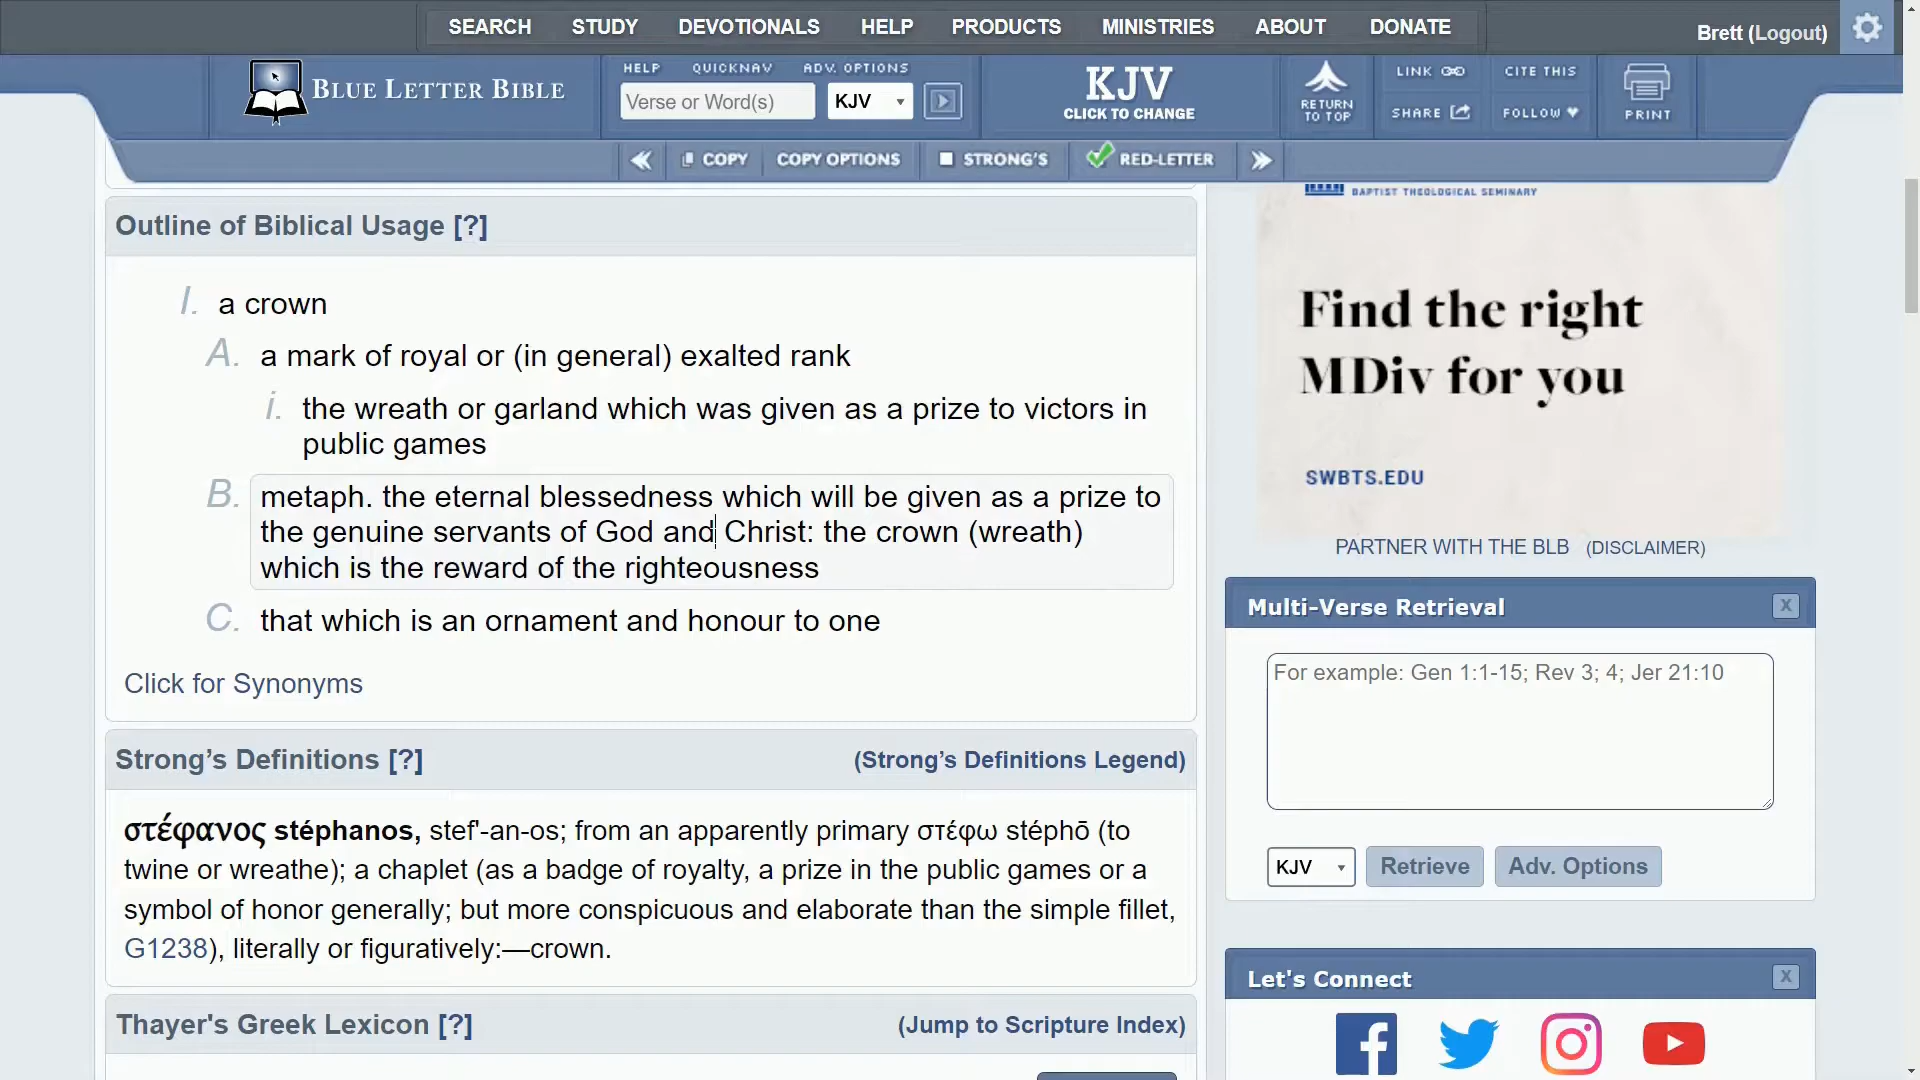 SEARCH STUDY DEVOTIONALS HELP PRODUCTS MINISTRIES ABOUT DONATE
Brett (Logout)
BLUE LETTER BIBLE
HELP QUICKNAV ADV. OPTIONS
Verse or Word(s) KJV
KJV
CLICK TO CHANGE
RETURN
TO TOP
LINK CITE THIS
SHARE FOLLOW
PRINT
COPY COPY OPTIONS STRONG'S RED-LETTER
Outline of Biblical Usage [?]
I. a crown
A. a mark of royal or (in general) exalted rank
i. the wreath or garland which was given as a prize to victors in
public games
B. metaph. the eternal blessedness which will be given as a prize to
the genuine servants of God and Christ: the crown (wreath)
which is the reward of the righteousness
C. that which is an ornament and honour to one
Click for Synonyms
Strong’s Definitions [?] (Strong’s Definitions Legend)
στέφανος stéphanos, stef'-an-os; from an apparently primary στέφω stéphō (to
twine or wreathe); a chaplet (as a badge of royalty, a prize in the public games or a
symbol of honor generally; but more conspicuous and elaborate than the simple fillet,
G1238), literally or figuratively:—crown.
Thayer's Greek Lexicon [?] (Jump to Scripture Index)
BAPTIST THEOLOGICAL SEMINARY
Find the right
MDiv for you
SWBTS.EDU
PARTNER WITH THE BLB (DISCLAIMER)
Multi-Verse Retrieval X
For example: Gen 1:1-15; Rev 3; 4; Jer 21:10
KJV Retrieve Adv. Options
Let's Connect X